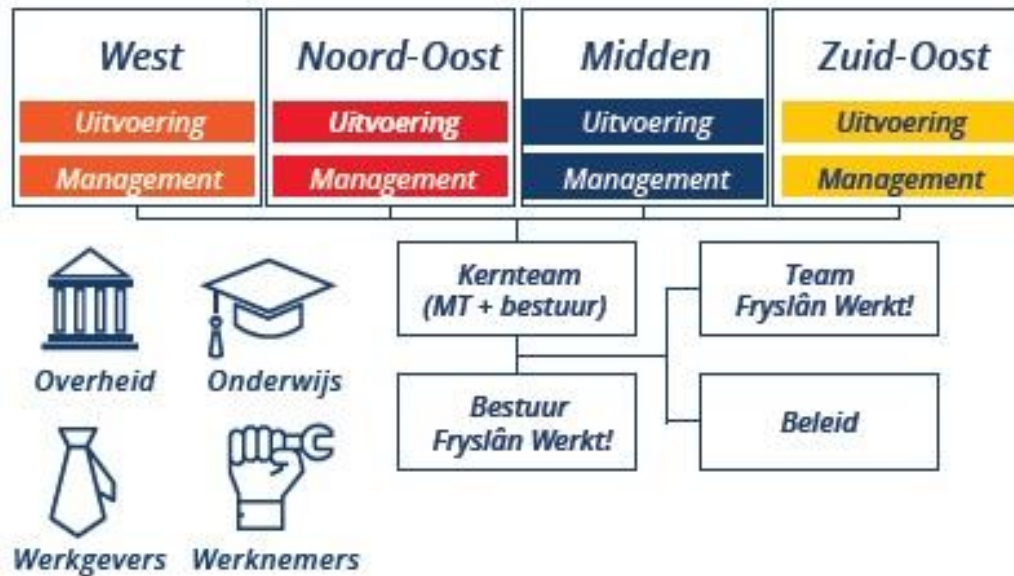 West
Uitvoering
Management
Noord-Oost
Uitvoering
Management
Midden
Uitvoering
Management
Zuid-Oost
Uitvoering
Management
Kernteam
(MT + bestuur)
Team
Fryslân Werkt!
Bestuur
Fryslân Werkt!
Beleid
Overheid
Onderwijs
Werkgevers
Werknemers